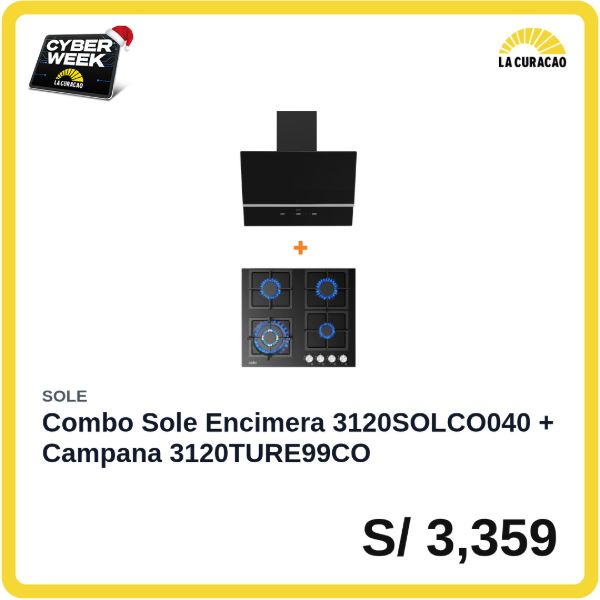 CYBER
WEEK
LA CURACAO
LA CURACAO
SOLE
Combo Sole Encimera 3120SOLCO040 +
Campana 3120TURE99CO
S/ 3,359